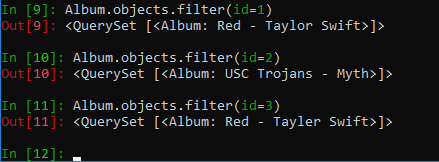 In [9]: Album.objects.filter(id=1)
Out[9]: <QuerySet [<Album: Red - Taylor Swift>]>
In [10]: Album.objects.filter(id=2)
Out[10]: <QuerySet [<Album: USC Trojans - Myth>]>
In [11]: Album.objects.filter(id=3)
Out[11]: <QuerySet [<Album: Red - Tayler Swift>]>
In [12]: